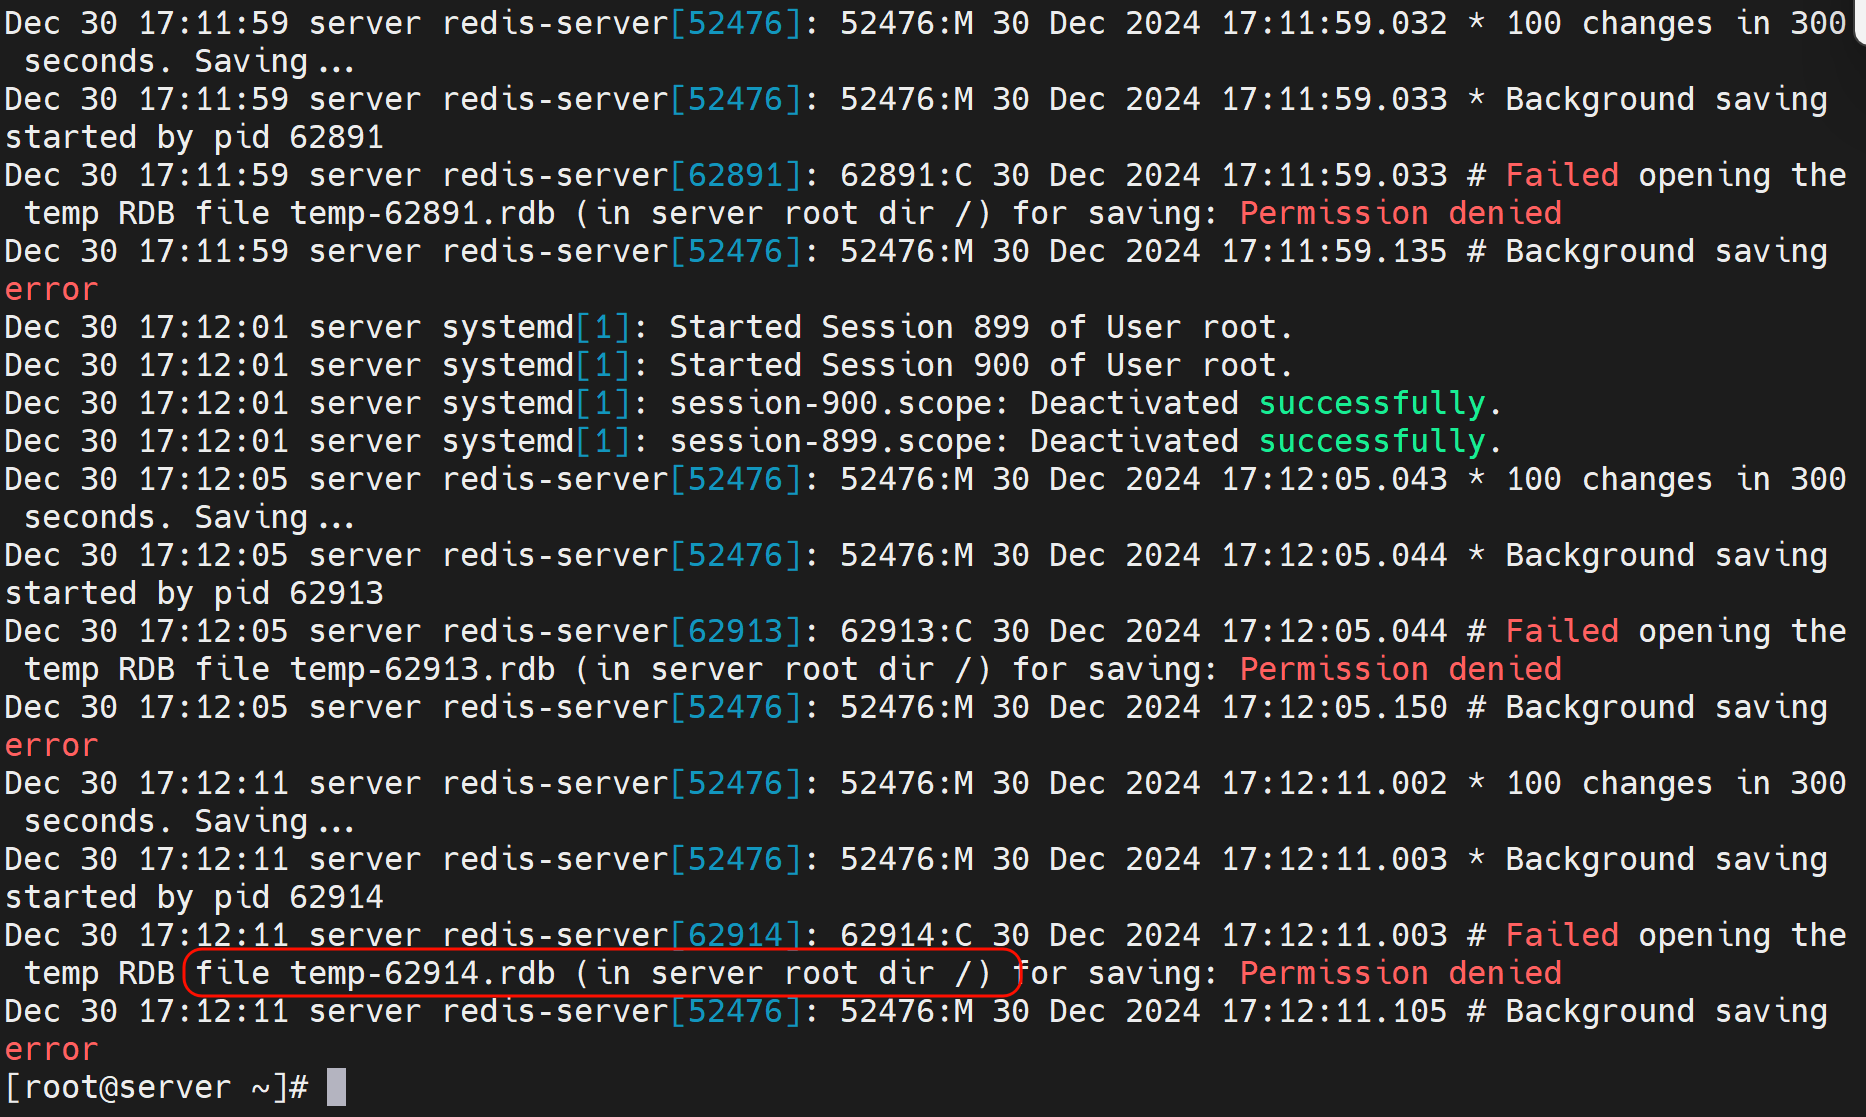 Dec 30 17:11:59 server redis-server[52476]: 52476:M 30 Dec 2024 17:11:59.032 * 100 changes in 300
seconds. Saving...
Dec 30 17:11:59 server redis-server[52476]: 52476:M 30 Dec 2024 17:11:59.033 * Background saving
started by pid 62891
Dec 30 17:11:59 server redis-server[62891]: 62891:C 30 Dec 2024 17:11:59.033 # Failed opening the
temp RDB file temp-62891.rdb (in server root dir /) for saving: Permission denied
Dec 30 17:11:59 server redis-server[52476]: 52476:M 30 Dec 2024 17:11:59.135 # Background saving
error
Dec 30 17:12:01 server systemd[1]: Started Session 899 of User root.
Dec 30 17:12:01 server systemd[1]: Started Session 900 of User root.
Dec 30 17:12:01 server systemd[1]: session-900.scope: Deactivated successfully.
Dec 30 17:12:01 server systemd[1]: session-899.scope: Deactivated successfully.
Dec 30 17:12:05 server redis-server[52476]: 52476:M 30 Dec 2024 17:12:05.043 * 100 changes in 300
seconds. Saving...
Dec 30 17:12:05 server redis-server[52476]: 52476:M 30 Dec 2024 17:12:05.044 * Background saving
started by pid 62913
Dec 30 17:12:05 server redis-server[62913]: 62913:C 30 Dec 2024 17:12:05.044 # Failed opening the
temp RDB file temp-62913.rdb (in server root dir /) for saving: Permission denied
Dec 30 17:12:05 server redis-server[52476]: 52476:M 30 Dec 2024 17:12:05.150 # Background saving
error
Dec 30 17:12:11 server redis-server[52476]: 52476:M 30 Dec 2024 17:12:11.002 * 100 changes in 300
seconds. Saving...
Dec 30 17:12:11 server redis-server[52476]: 52476:M 30 Dec 2024 17:12:11.003 * Background saving
started by pid 62914
Dec 30 17:12:11 server redis-server[62914]: 62914:C 30 Dec 2024 17:12:11.003 # Failed opening the
temp RDB file temp-62914.rdb (in server root dir /) for saving: Permission denied
Dec 30 17:12:11 server redis-server[52476]: 52476:M 30 Dec 2024 17:12:11.105 # Background saving
error
[root@server ~]#